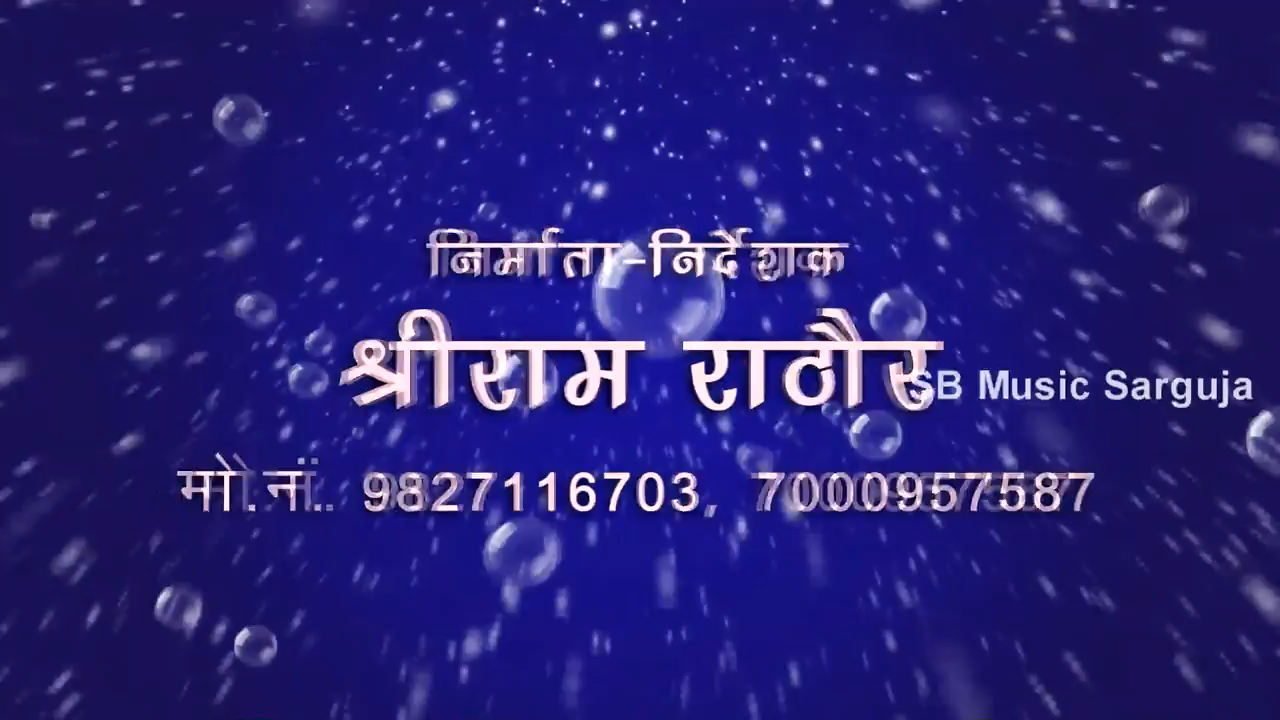 निर्माता-निर्देशक
श्रीराम राठौर
SB Music Sarguja
मो.नं. 9827116703, 7000957587